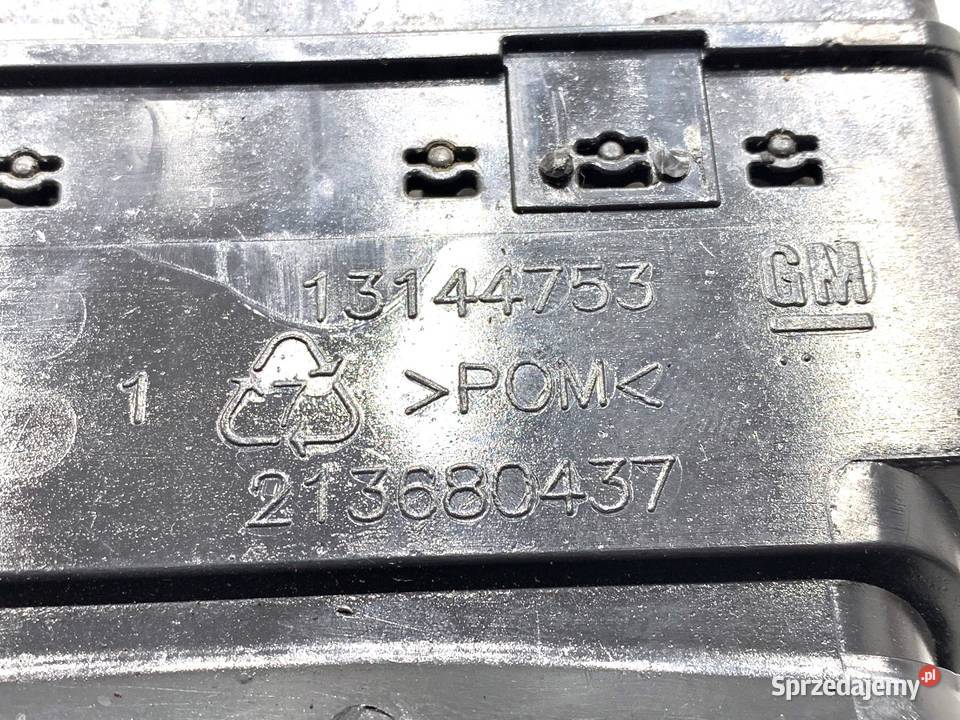 13144753
GM
1 7 >POM<
213680437
Sprzedajemy.pl